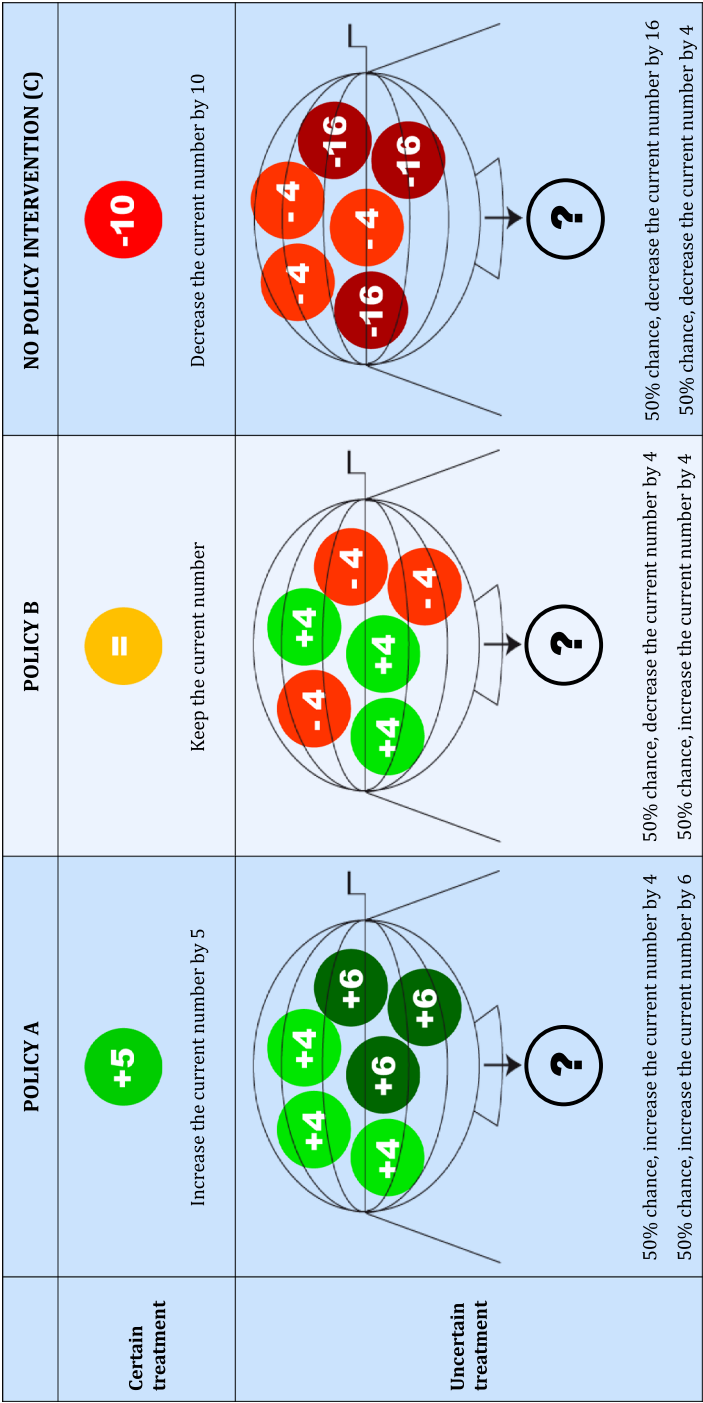 POLICY A
POLICY B
NO POLICY INTERVENTION (C)
Certain
treatment
+5
Increase the current number by 5
=
Keep the current number
-10
Decrease the current number by 10
Uncertain
treatment
+4
+4
+4
+6
+6
+6
?
50% chance, increase the current number by 4
50% chance, increase the current number by 6
- 4
+4
- 4
+4
+4
- 4
?
50% chance, decrease the current number by 4
50% chance, increase the current number by 4
- 4
- 4
-16
- 4
-16
-16
?
50% chance, decrease the current number by 16
50% chance, decrease the current number by 4